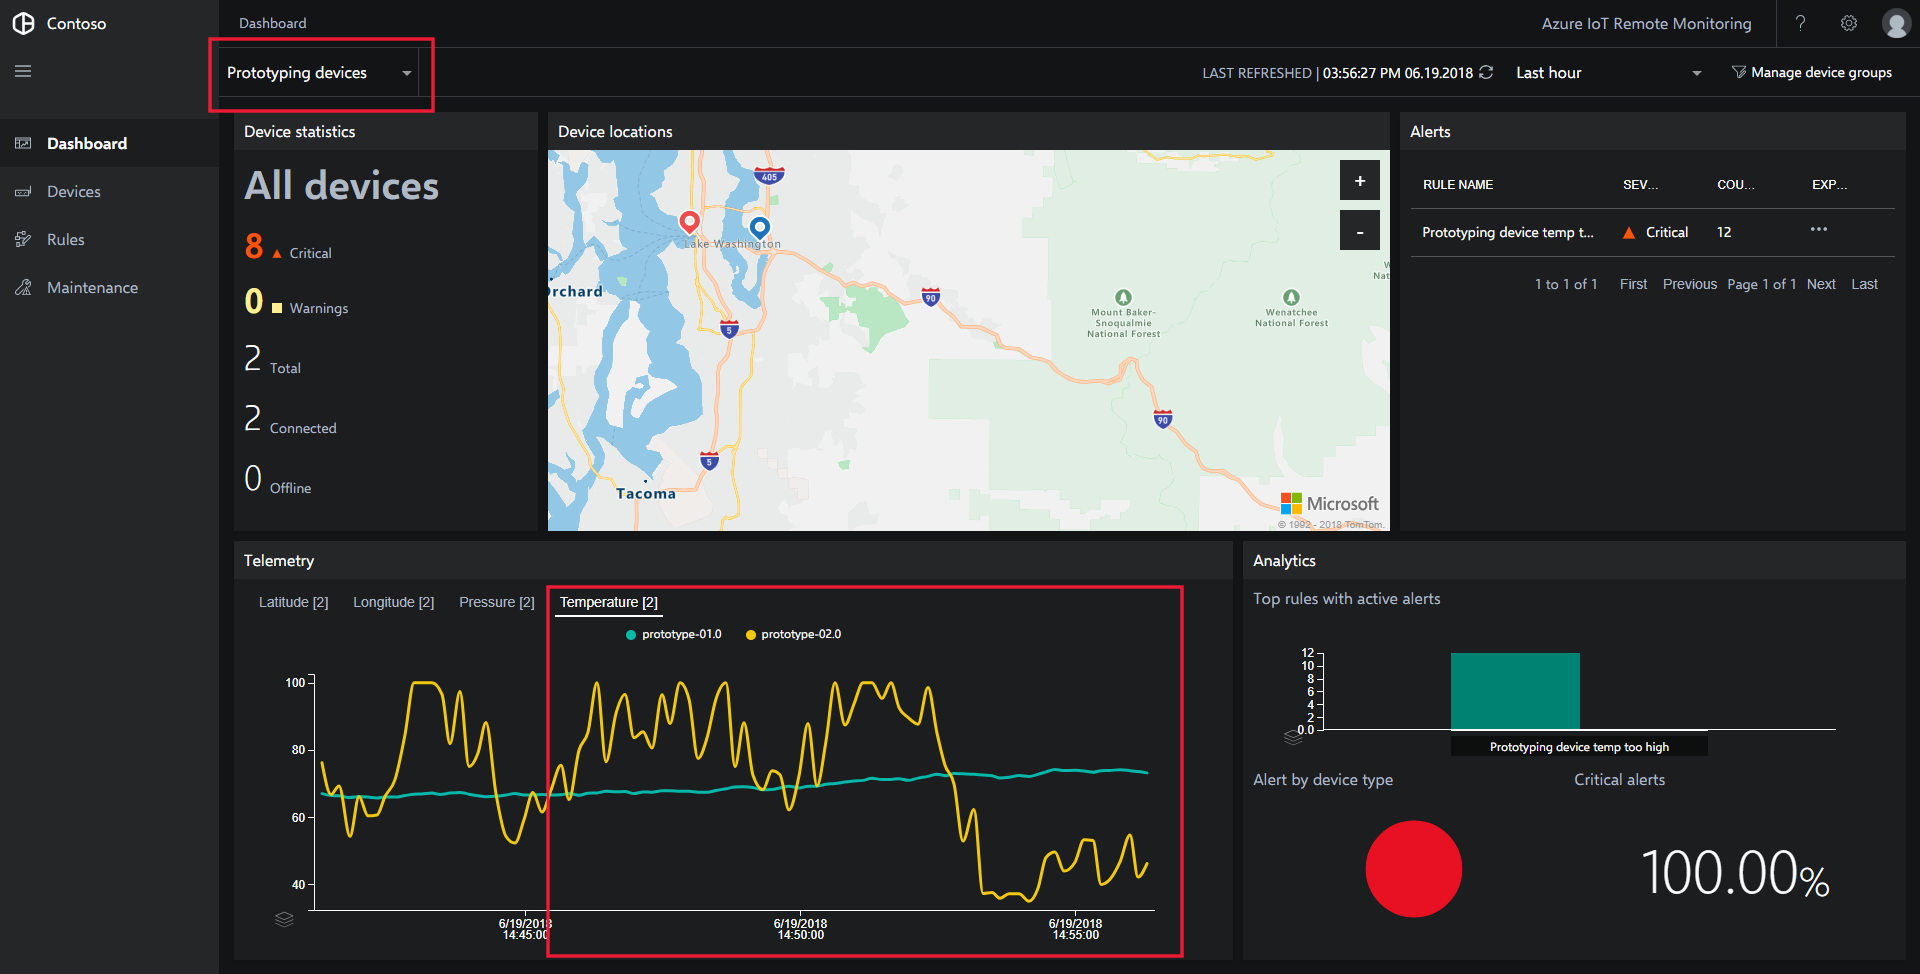 Contoso
Dashboard
Azure IoT Remote Monitoring
?
Prototyping devices
LAST REFRESHED | 03:56:27 PM 06.19.2018
Last hour
Manage device groups
Dashboard
Devices
Rules
Maintenance
Device statistics
All devices
8 Critical
0 Warnings
2 Total
2 Connected
0 Offline
Device locations
405
Lake Washington
Orchard
90
5
Mount Baker-
Snoqualmie
National Forest
Wenatchee
National Forest
W
Nat
90
5
Tacoma
+
-
Microsoft
© 1992 - 2018 TomTom.
Alerts
RULE NAME SEV... COU... EXP...
Prototyping device temp t... Critical 12 ...
1 to 1 of 1 First Previous Page 1 of 1 Next Last
Telemetry
Latitude [2] Longitude [2] Pressure [2] Temperature [2]
prototype-01.0 prototype-02.0
100
80
60
40
6/19/2018
14:45:00
6/19/2018
14:50:00
6/19/2018
14:55:00
Analytics
Top rules with active alerts
12
10
8
6
4
2
0.0
Prototyping device temp too high
Alert by device type
Critical alerts
100.00%